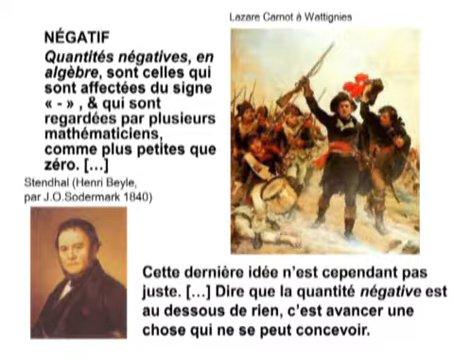 Lazare Carnot à Wattignies
NÉGATIF
Quantités négatives, en
algèbre, sont celles qui
sont affectées du signe
« - » , & qui sont
regardées par plusieurs
mathématiciens,
comme plus petites que
zéro. [...]
Stendhal (Henri Beyle,
par J.O.Sodermark 1840)
Cette dernière idée n'est cependant pas
juste. [...] Dire que la quantité négative est
au dessous de rien, c'est avancer une
chose qui ne se peut concevoir.